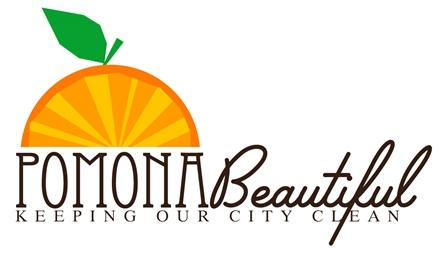 POMONA Beautiful
KEEPING OUR CITY CLEAN